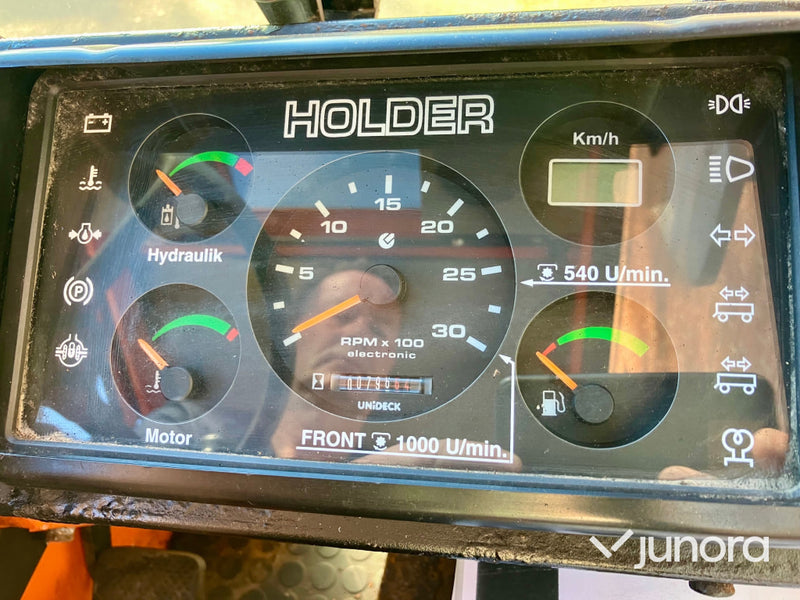 HOLDER
Km/h
15
10
20
Hydraulik
5
25
540 U/min.
30
RPM x 100
electronic
UNiDECK
Motor
FRONT 1000 U/min.
junora